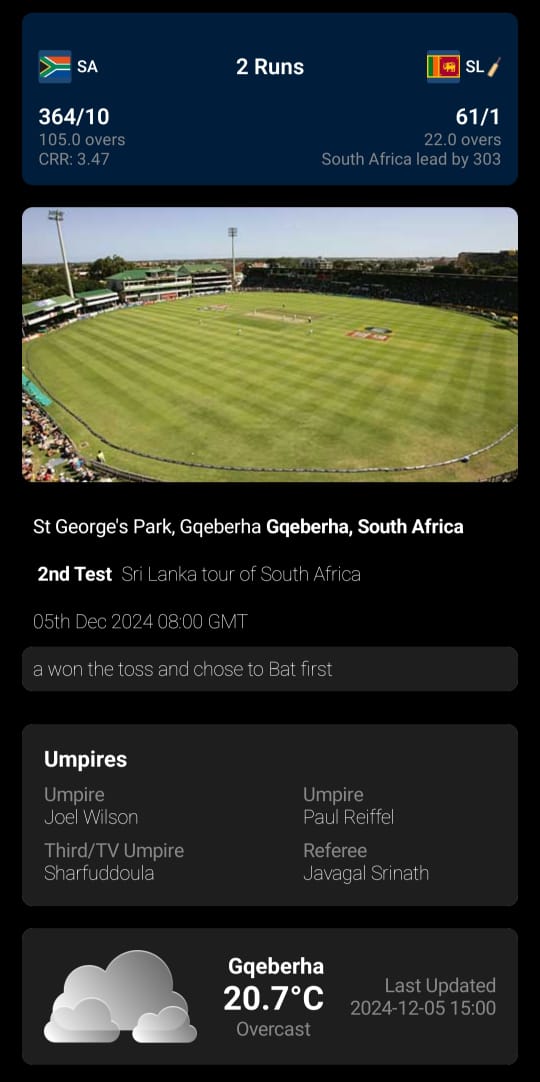 SA
2 Runs
SL
364/10
61/1
105.0 overs
22.0 overs
CRR: 3.47
South Africa lead by 303
St George's Park, Gqeberha Gqeberha, South Africa
2nd Test Sri Lanka tour of South Africa
05th Dec 2024 08:00 GMT
a won the toss and chose to Bat first
Umpires
Umpire
Umpire
Joel Wilson
Paul Reiffel
Third/TV Umpire
Referee
Sharfuddoula
Javagal Srinath
Gqeberha
20.7°C
Overcast
Last Updated
2024-12-05 15:00